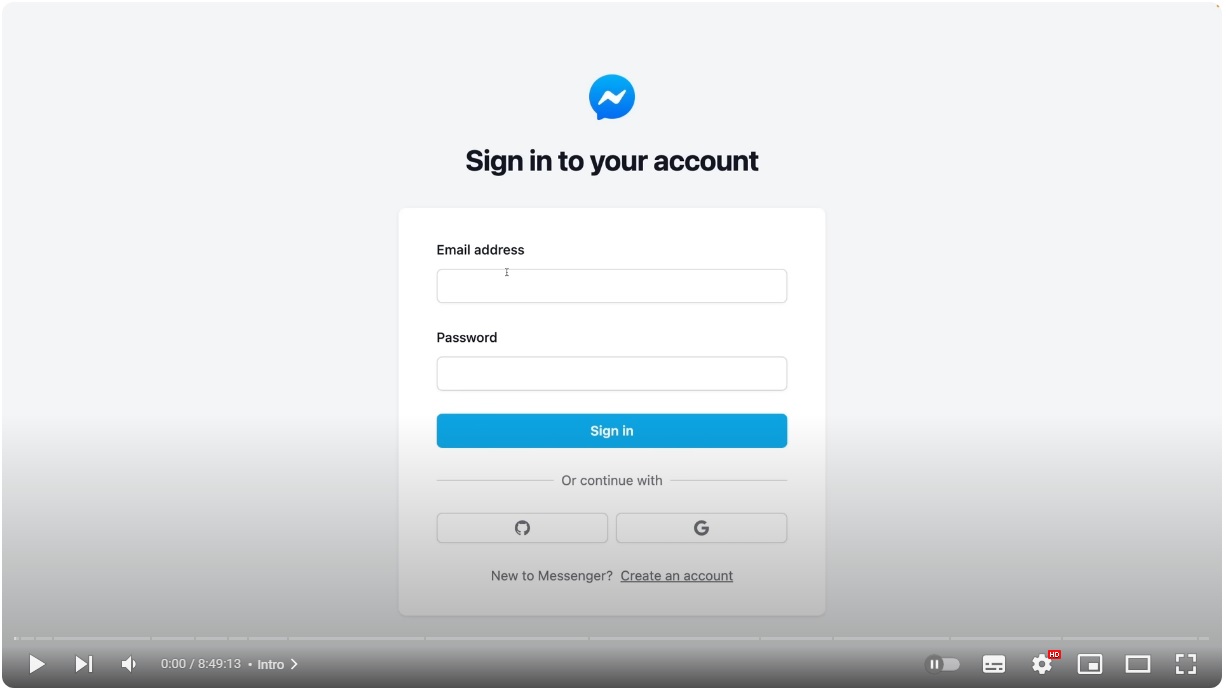 Sign in to your account
Email address
Password
Sign in
Or continue with
New to Messenger? Create an account
0:00 / 8:49:13 • Intro
HD